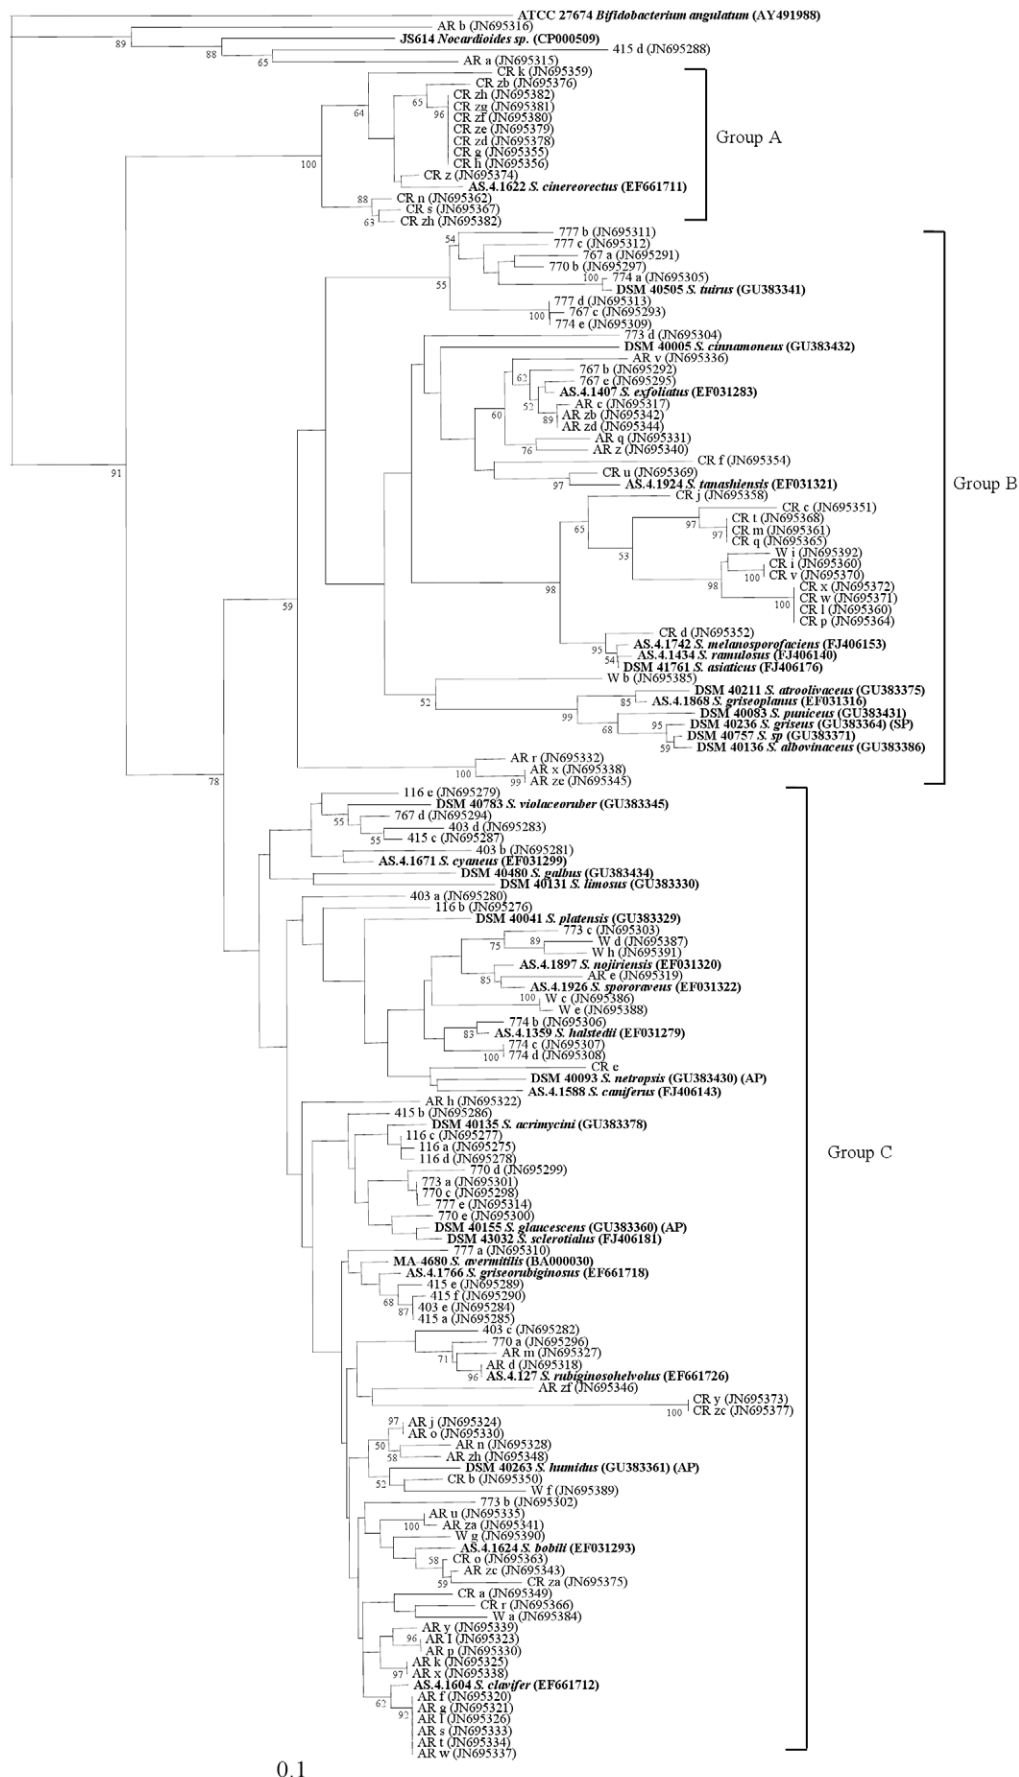 ATCC 27674 Bifidobacterium angulatum (AY491988)
AR b (JN695316)
89
JS614 Nocardioides sp. (CP000509)
88
415 d (JN695288)
65
AR a (JN695315)
CR k (JN695359)
CR zb (JN695376)
64
65
CR zh (JN695382)
CR zg (JN695381)
96
CR zf (JN695380)
CR ze (JN695379)
CR zd (JN695378)
Group A
CR g (JN695355)
CR h (JN695356)
100
CR z (JN695374)
AS.4.1622 S. cinereorectus (EF661711)
88
CR n (JN695362)
CR s (JN695367)
63
CR zh (JN695382)
777 b (JN695311)
54
777 c (JN695312)
767 a (JN695291)
770 b (JN695297)
100
774 a (JN695305)
55
DSM 40505 S. tuirus (GU383341)
777 d (JN695313)
767 c (JN695293)
100
774 e (JN695309)
773 d (JN695304)
DSM 40005 S. cinnamoneus (GU383432)
AR v (JN695336)
767 b (JN695292)
62
767 e (JN695295)
AS.4.1407 S. exfoliatus (EF031283)
52
AR c (JN695317)
60
AR zb (JN695342)
89
AR zd (JN695344)
AR q (JN695331)
76
AR z (JN695340)
CR f (JN695354)
91
CR u (JN695369)
97
AS.4.1924 S. tanashiensis (EF031321)
Group B
CR j (JN695358)
CR c (JN695351)
65
97
CR t (JN695368)
97
CR m (JN695361)
CR q (JN695365)
53
W i (JN695392)
CR i (JN695360)
100
CR v (JN695370)
98
98
CR x (JN695372)
CR w (JN695371)
100
CR l (JN695360)
59
CR p (JN695364)
CR d (JN695352)
95
AS.4.1742 S. melanosporofaciens (FJ406153)
AS.4.1434 S. ramulosus (FJ406140)
54
DSM 41761 S. asiaticus (FJ406176)
W b (JN695385)
DSM 40211 S. atroolivaceus (GU383375)
52
85
AS.4.1868 S. griseoplanus (EF031316)
99
DSM 40083 S. puniceus (GU383431)
68
95
DSM 40236 S. griseus (GU383364) (SP)
DSM 40757 S. sp (GU383371)
59
DSM 40136 S. albovinaceus (GU383386)
AR r (JN695332)
100
AR x (JN695338)
99
AR ze (JN695345)
78
116 e (JN695279)
DSM 40783 S. violaceoruber (GU383345)
55
767 d (JN695294)
403 d (JN695283)
55
415 c (JN695287)
403 b (JN695281)
AS.4.1671 S. cyaneus (EF031299)
DSM 40480 S. galbus (GU383434)
DSM 40131 S. limosus (GU383330)
403 a (JN695280)
116 b (JN695276)
DSM 40041 S. platensis (GU383329)
773 c (JN695303)
75
89
W d (JN695387)
W h (JN695391)
AS.4.1897 S. nojiriensis (EF031320)
85
AR e (JN695319)
AS.4.1926 S. spororaveus (EF031322)
100
W c (JN695386)
W e (JN695388)
774 b (JN695306)
83
AS.4.1359 S. halstedii (EF031279)
774 c (JN695307)
100
774 d (JN695308)
CR e
DSM 40093 S. netropsis (GU383430) (AP)
AS.4.1588 S. caniferus (FJ406143)
AR h (JN695322)
415 b (JN695286)
DSM 40135 S. acrimycini (GU383378)
116 c (JN695277)
116 a (JN695275)
Group C
116 d (JN695278)
770 d (JN695299)
773 a (JN695301)
770 c (JN695298)
777 e (JN695314)
770 e (JN695300)
DSM 40155 S. glaucescens (GU383360) (AP)
DSM 43032 S. sclerotialus (FJ406181)
777 a (JN695310)
MA 4680 S. avermitilis (BA000030)
AS.4.1766 S. griseorubiginosus (EF661718)
415 e (JN695289)
68
415 f (JN695290)
87
403 e (JN695284)
415 a (JN695285)
403 c (JN695282)
770 a (JN695296)
71
AR m (JN695327)
AR d (JN695318)
96
AS.4.127 S. rubiginosohelvolus (EF661726)
AR zf (JN695346)
CR y (JN695373)
100
CR zc (JN695377)
97
AR j (JN695324)
AR o (JN695330)
50
AR n (JN695328)
58
AR zh (JN695348)
DSM 40263 S. humidus (GU383361) (AP)
52
CR b (JN695350)
W f (JN695389)
773 b (JN695302)
AR u (JN695335)
100
AR za (JN695341)
W g (JN695390)
AS.4.1624 S. bobili (EF031293)
58
CR o (JN695363)
AR zc (JN695343)
59
CR za (JN695375)
CR a (JN695349)
CR r (JN695366)
W a (JN695384)
AR y (JN695339)
96
AR I (JN695323)
AR p (JN695330)
AR k (JN695325)
97
AR x (JN695338)
AS.4.1604 S. clavifer (EF661712)
62
AR f (JN695320)
92
AR g (JN695321)
AR l (JN695326)
AR s (JN695333)
AR t (JN695334)
AR w (JN695337)
0.1